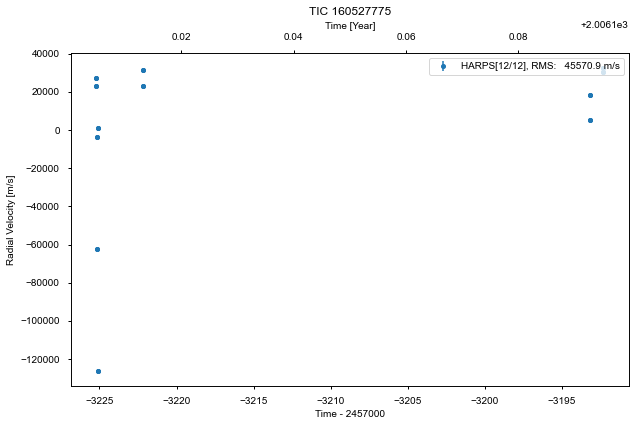 TIC 160527775
Time [Year]
+2.0061e3
0.02 0.04 0.06 0.08
40000
HARPS[12/12], RMS: 45570.9 m/s
20000
0
−20000
−40000
−60000
−80000
−100000
−120000
Radial Velocity [m/s]
−3225 −3220 −3215 −3210 −3205 −3200 −3195
Time - 2457000